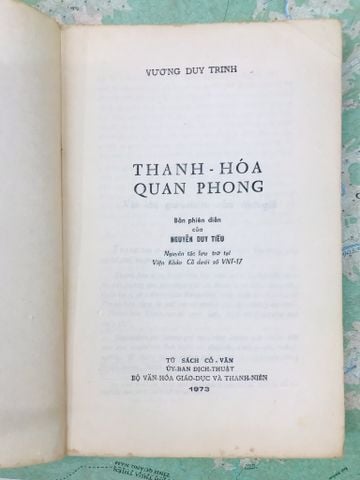 VƯƠNG DUY TRINH
THANH - HÓA
QUAN PHONG
Bản phiên diễn
của
NGUYỄN DUY TIẾU
Nguyên tác lưu trữ tại
Viện Khảo Cổ dưới số VNT-17
TỦ SÁCH CỔ-VĂN
ỦY-BAN DỊCH-THUẬT
BỘ VĂN-HÓA GIÁO-DỤC VÀ THANH-NIÊN
1973